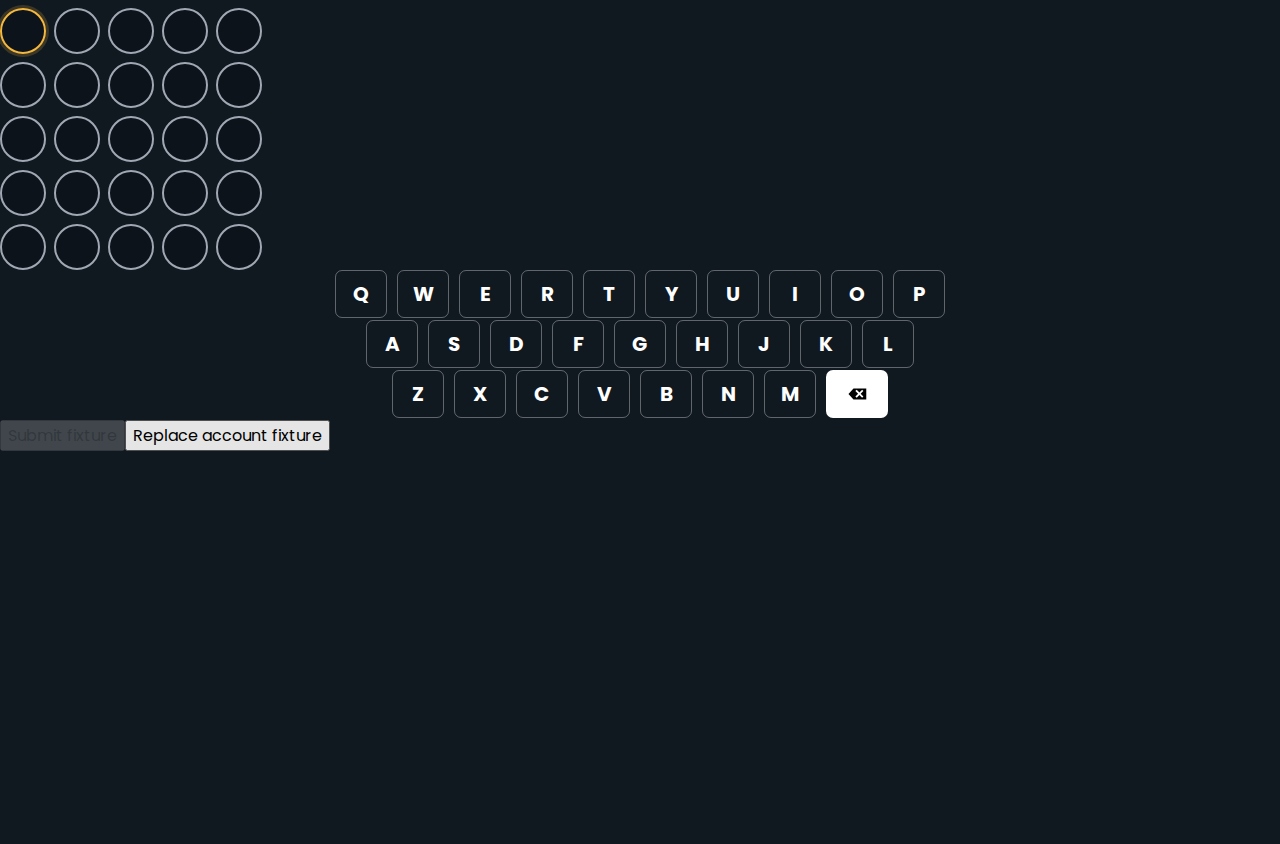 Q W E R T Y U I O P
A S D F G H J K L
Z X C V B N M
Submit fixture Replace account fixture